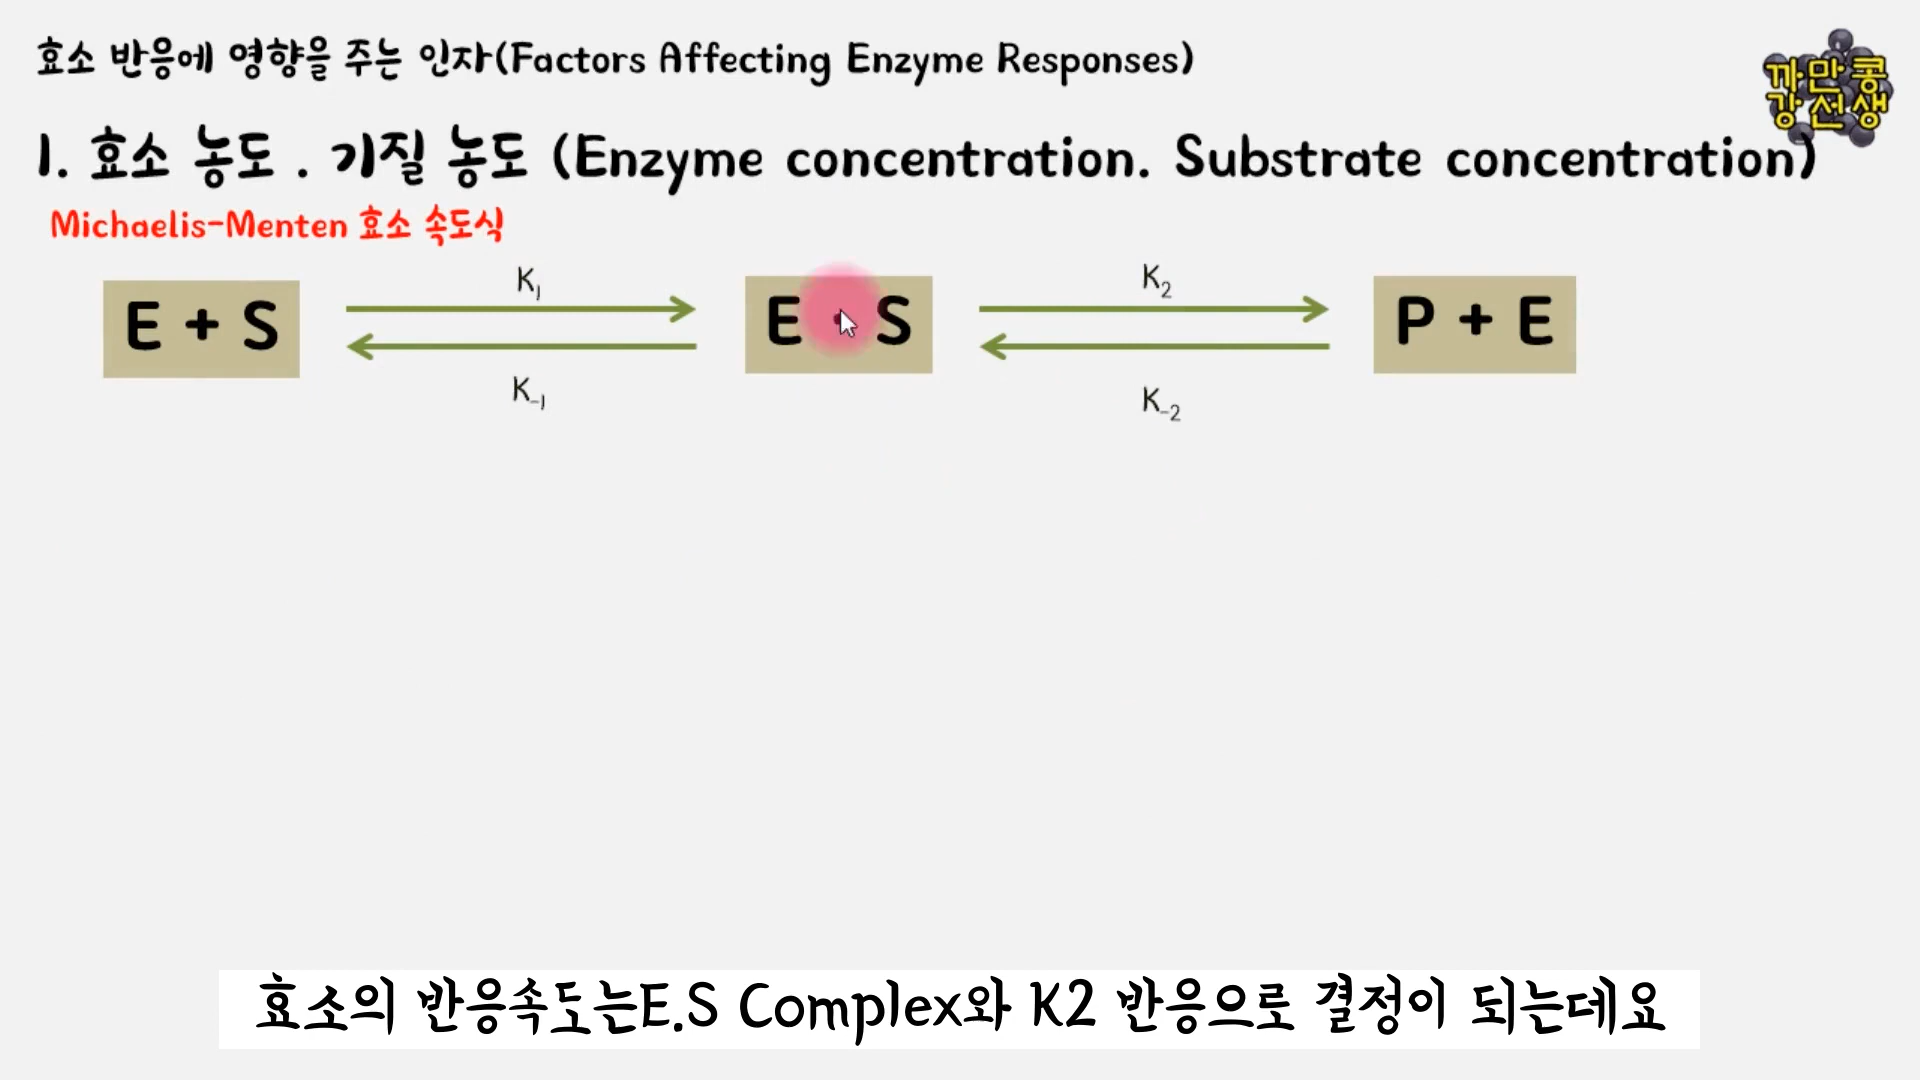 효소 반응에 영향을 주는 인자(Factors Affecting Enzyme Responses)
까만콩
강선생
1. 효소 농도 . 기질 농도 (Enzyme concentration. Substrate concentration)
Michaelis-Menten 효소 속도식
K₁
K₂
E + S
E · S
P + E
K₋₁
K₋₂
효소의 반응속도는E.S Complex와 K2 반응으로 결정이 되는데요